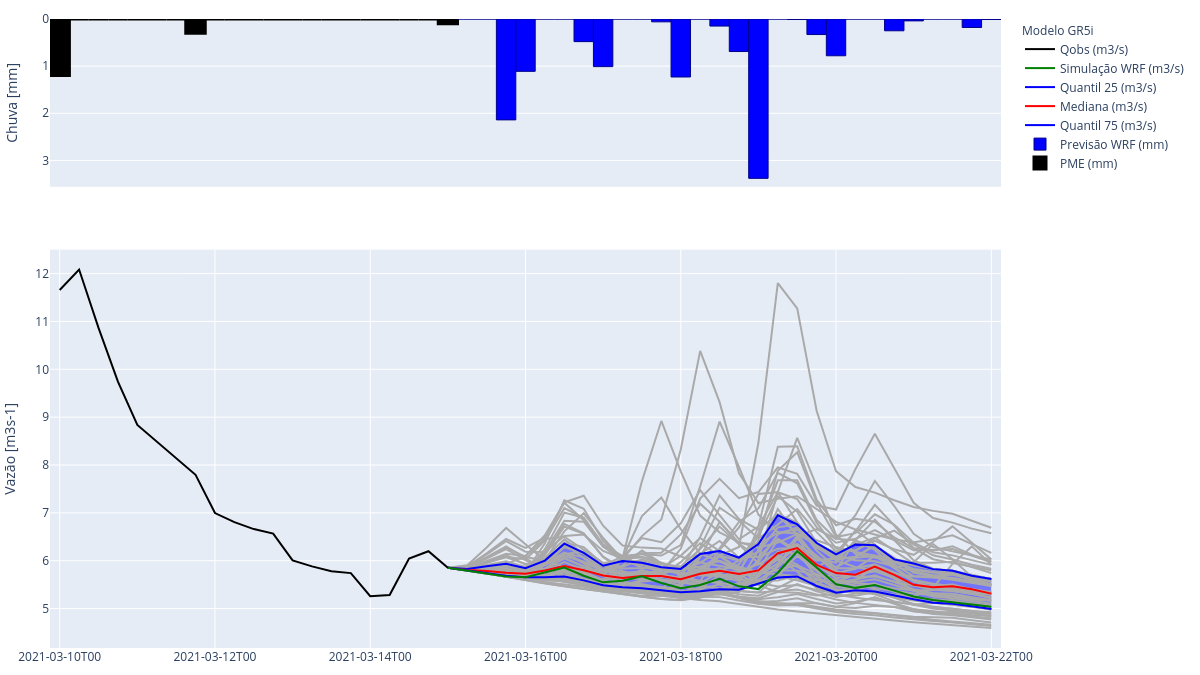 0
1
2
3
Chuva [mm]
Modelo GR5i
Qobs (m3/s)
Simulação WRF (m3/s)
Quantil 25 (m3/s)
Mediana (m3/s)
Quantil 75 (m3/s)
Previsão WRF (mm)
PME (mm)
12
11
10
9
8
7
6
5
Vazão [m3s-1]
2021-03-10T00
2021-03-12T00
2021-03-14T00
2021-03-16T00
2021-03-18T00
2021-03-20T00
2021-03-22T00